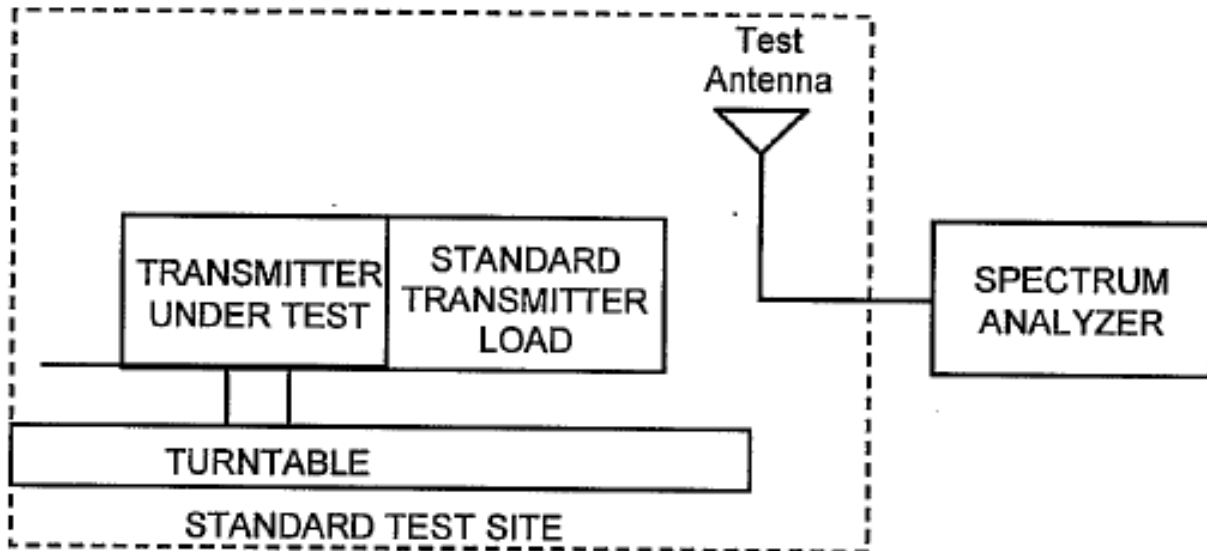 Test
Antenna
TRANSMITTER
UNDER TEST
STANDARD
TRANSMITTER
LOAD
SPECTRUM
ANALYZER
TURNTABLE
STANDARD TEST SITE